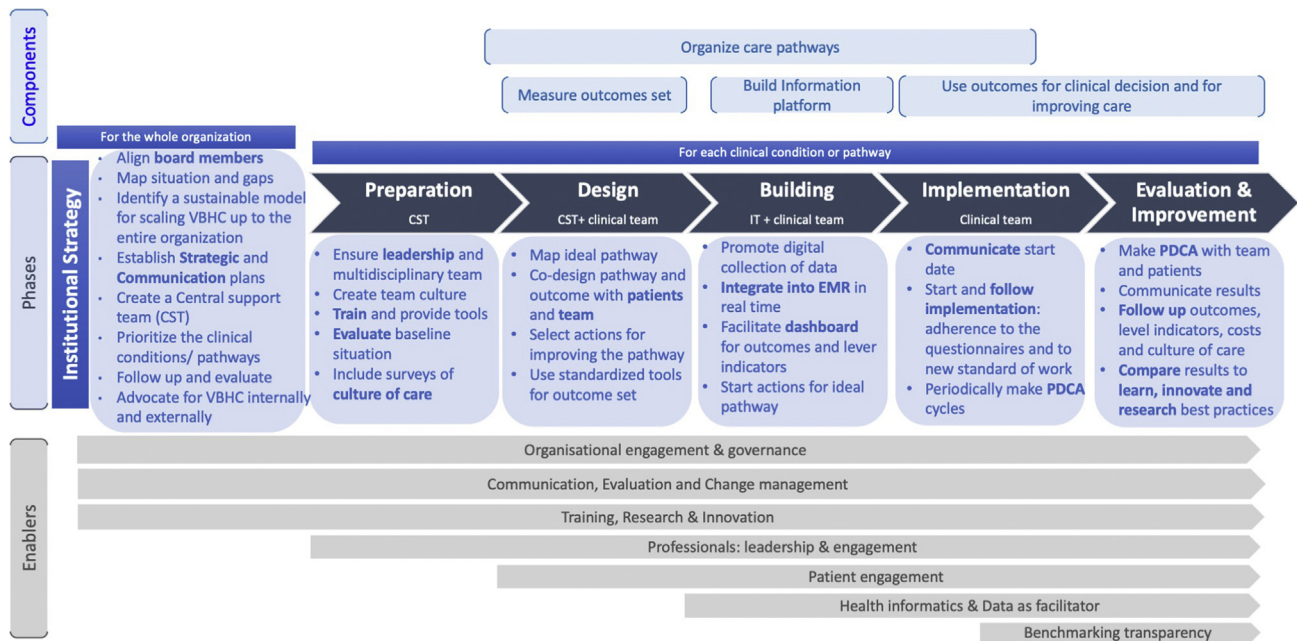 Components
Organize care pathways
Measure outcomes set
Build Information
platform
Use outcomes for clinical decision and for
improving care
For the whole organization
For each clinical condition or pathway
Phases
Institutional Strategy
• Align board members
• Map situation and gaps
• Identify a sustainable model
for scaling VBHC up to the
entire organization
• Establish Strategic and
Communication plans
• Create a Central support
team (CST)
• Prioritize the clinical
conditions/ pathways
• Follow up and evaluate
• Advocate for VBHC internally
and externally
Preparation
CST
• Ensure leadership and
multidisciplinary team
• Create team culture
• Train and provide tools
• Evaluate baseline
situation
• Include surveys of
culture of care
Design
CST+ clinical team
• Map ideal pathway
• Co-design pathway and
outcome with patients
and team
• Select actions for
improving the pathway
• Use standardized tools
for outcome set
Building
IT + clinical team
• Promote digital
collection of data
• Integrate into EMR in
real time
• Facilitate dashboard
for outcomes and lever
indicators
• Start actions for ideal
pathway
Implementation
Clinical team
• Communicate start
date
• Start and follow
implementation:
adherence to the
questionnaires and to
new standard of work
• Periodically make PDCA
cycles
Evaluation &
Improvement
• Make PDCA with team
and patients
• Communicate results
• Follow up outcomes,
level indicators, costs
and culture of care
• Compare results to
learn, innovate and
research best practices
Enablers
Organisational engagement & governance
Communication, Evaluation and Change management
Training, Research & Innovation
Professionals: leadership & engagement
Patient engagement
Health informatics & Data as facilitator
Benchmarking transparency